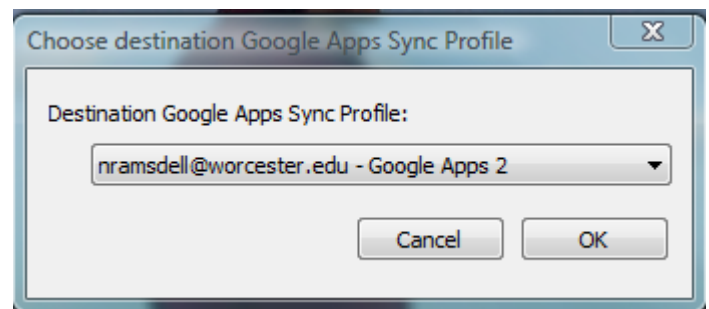 Choose destination Google Apps Sync Profile
Destination Google Apps Sync Profile:
nramsdell@worcester.edu - Google Apps 2
Cancel OK